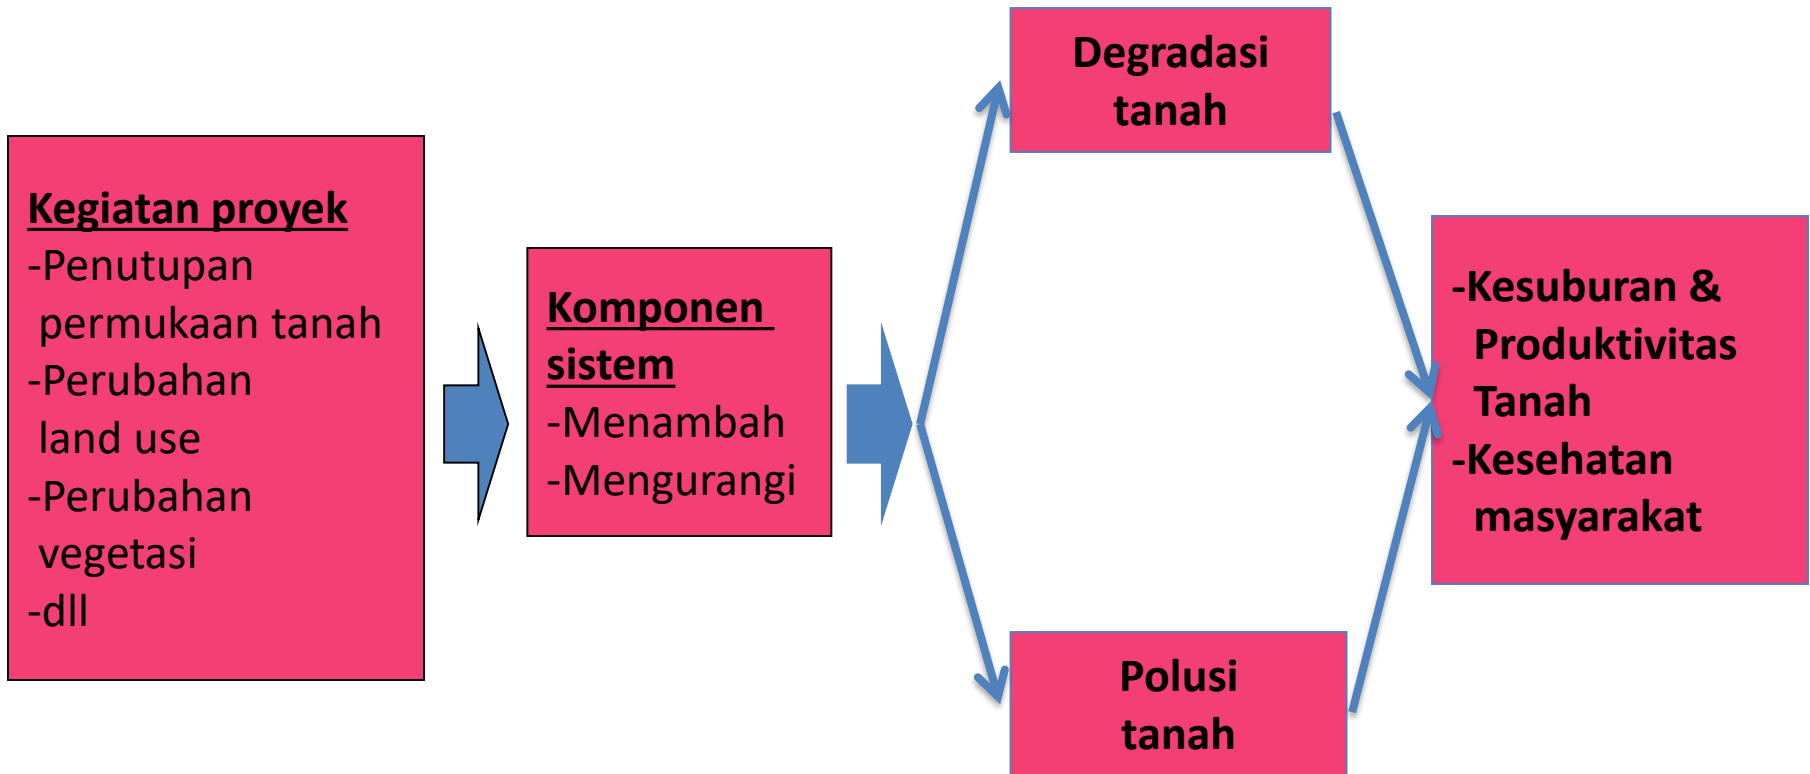 Kegiatan proyek
-Penutupan
permukaan tanah
-Perubahan
land use
-Perubahan
vegetasi
-dll
Komponen
sistem
-Menambah
-Mengurangi
Degradasi
tanah
Polusi
tanah
-Kesuburan &
Produktivitas
Tanah
-Kesehatan
masyarakat